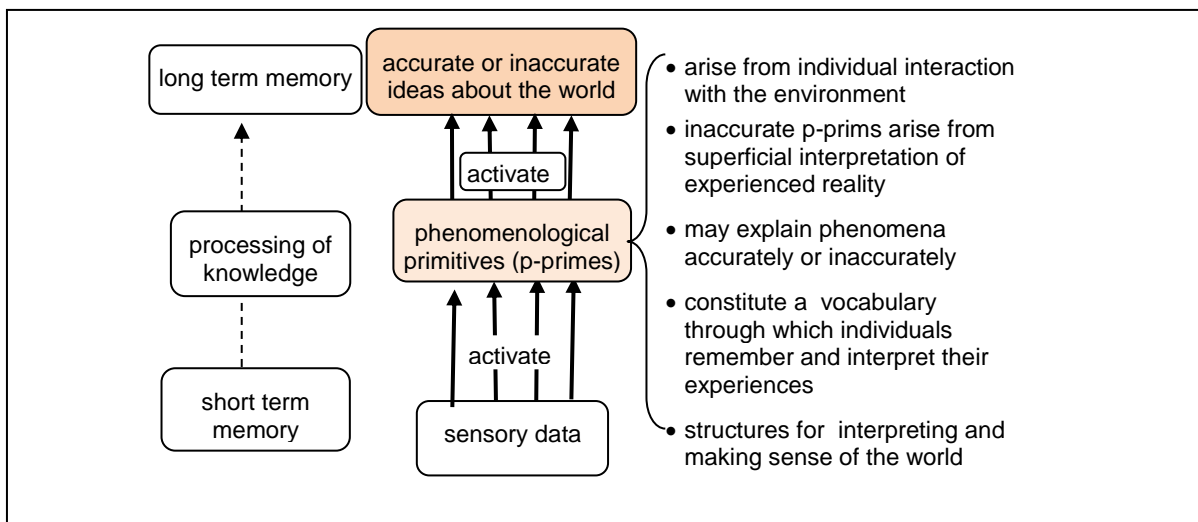 long term memory
accurate or inaccurate
ideas about the world
activate
processing of
knowledge
phenomenological
primitives (p-primes)
activate
short term
memory
sensory data
• arise from individual interaction
with the environment
• inaccurate p-prims arise from
superficial interpretation of
experienced reality
• may explain phenomena
accurately or inaccurately
• constitute a vocabulary
through which individuals
remember and interpret their
experiences
• structures for interpreting and
making sense of the world